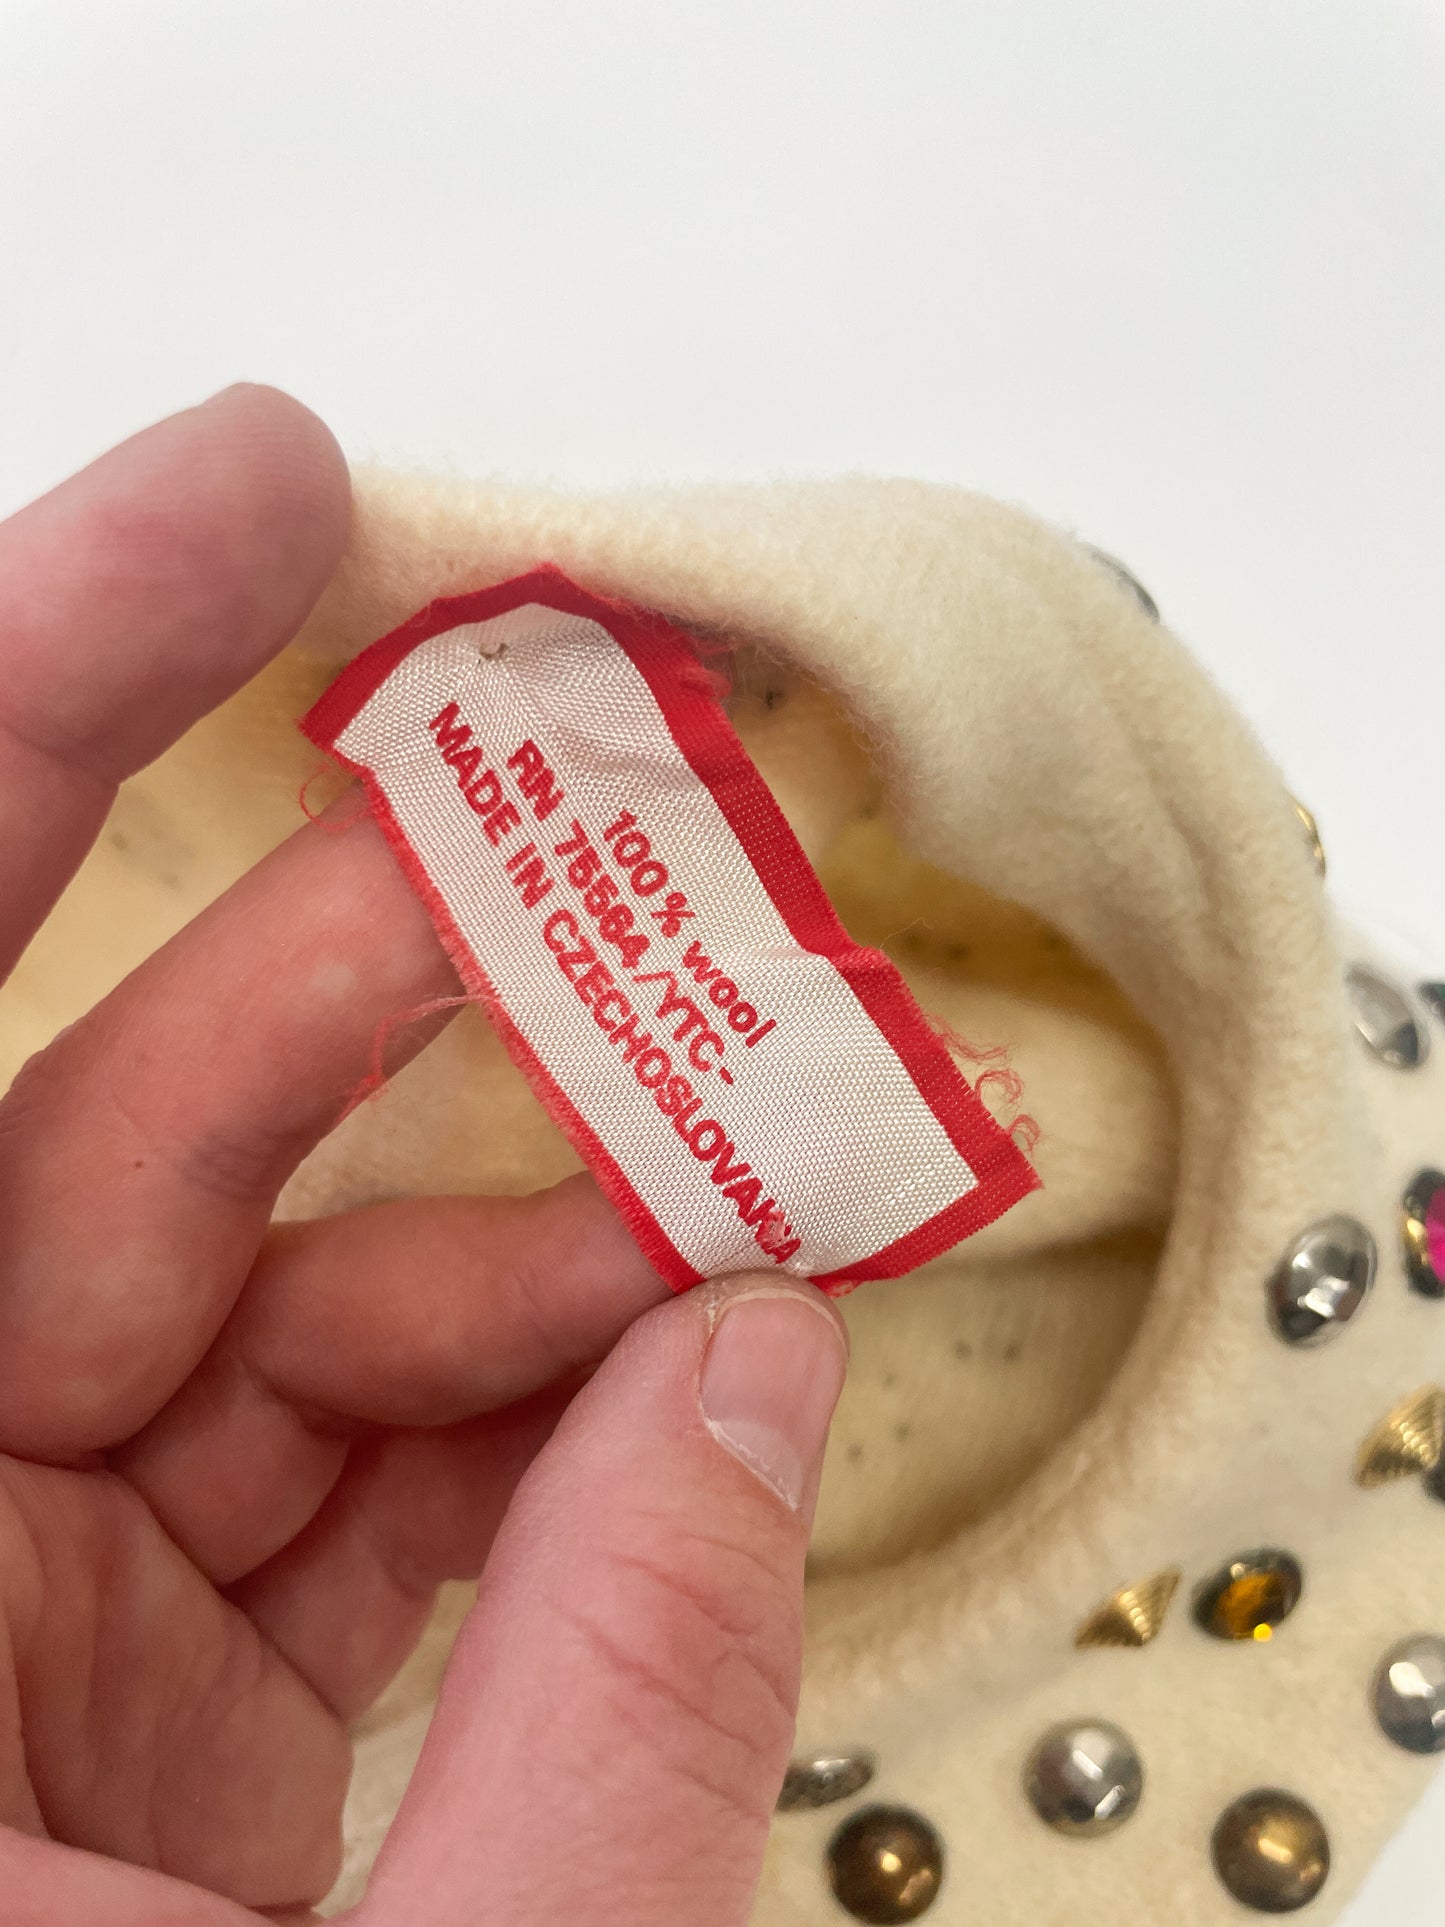 100% wool
RN 75564/YTC-
MADE IN CZECHOSLOVAKIA